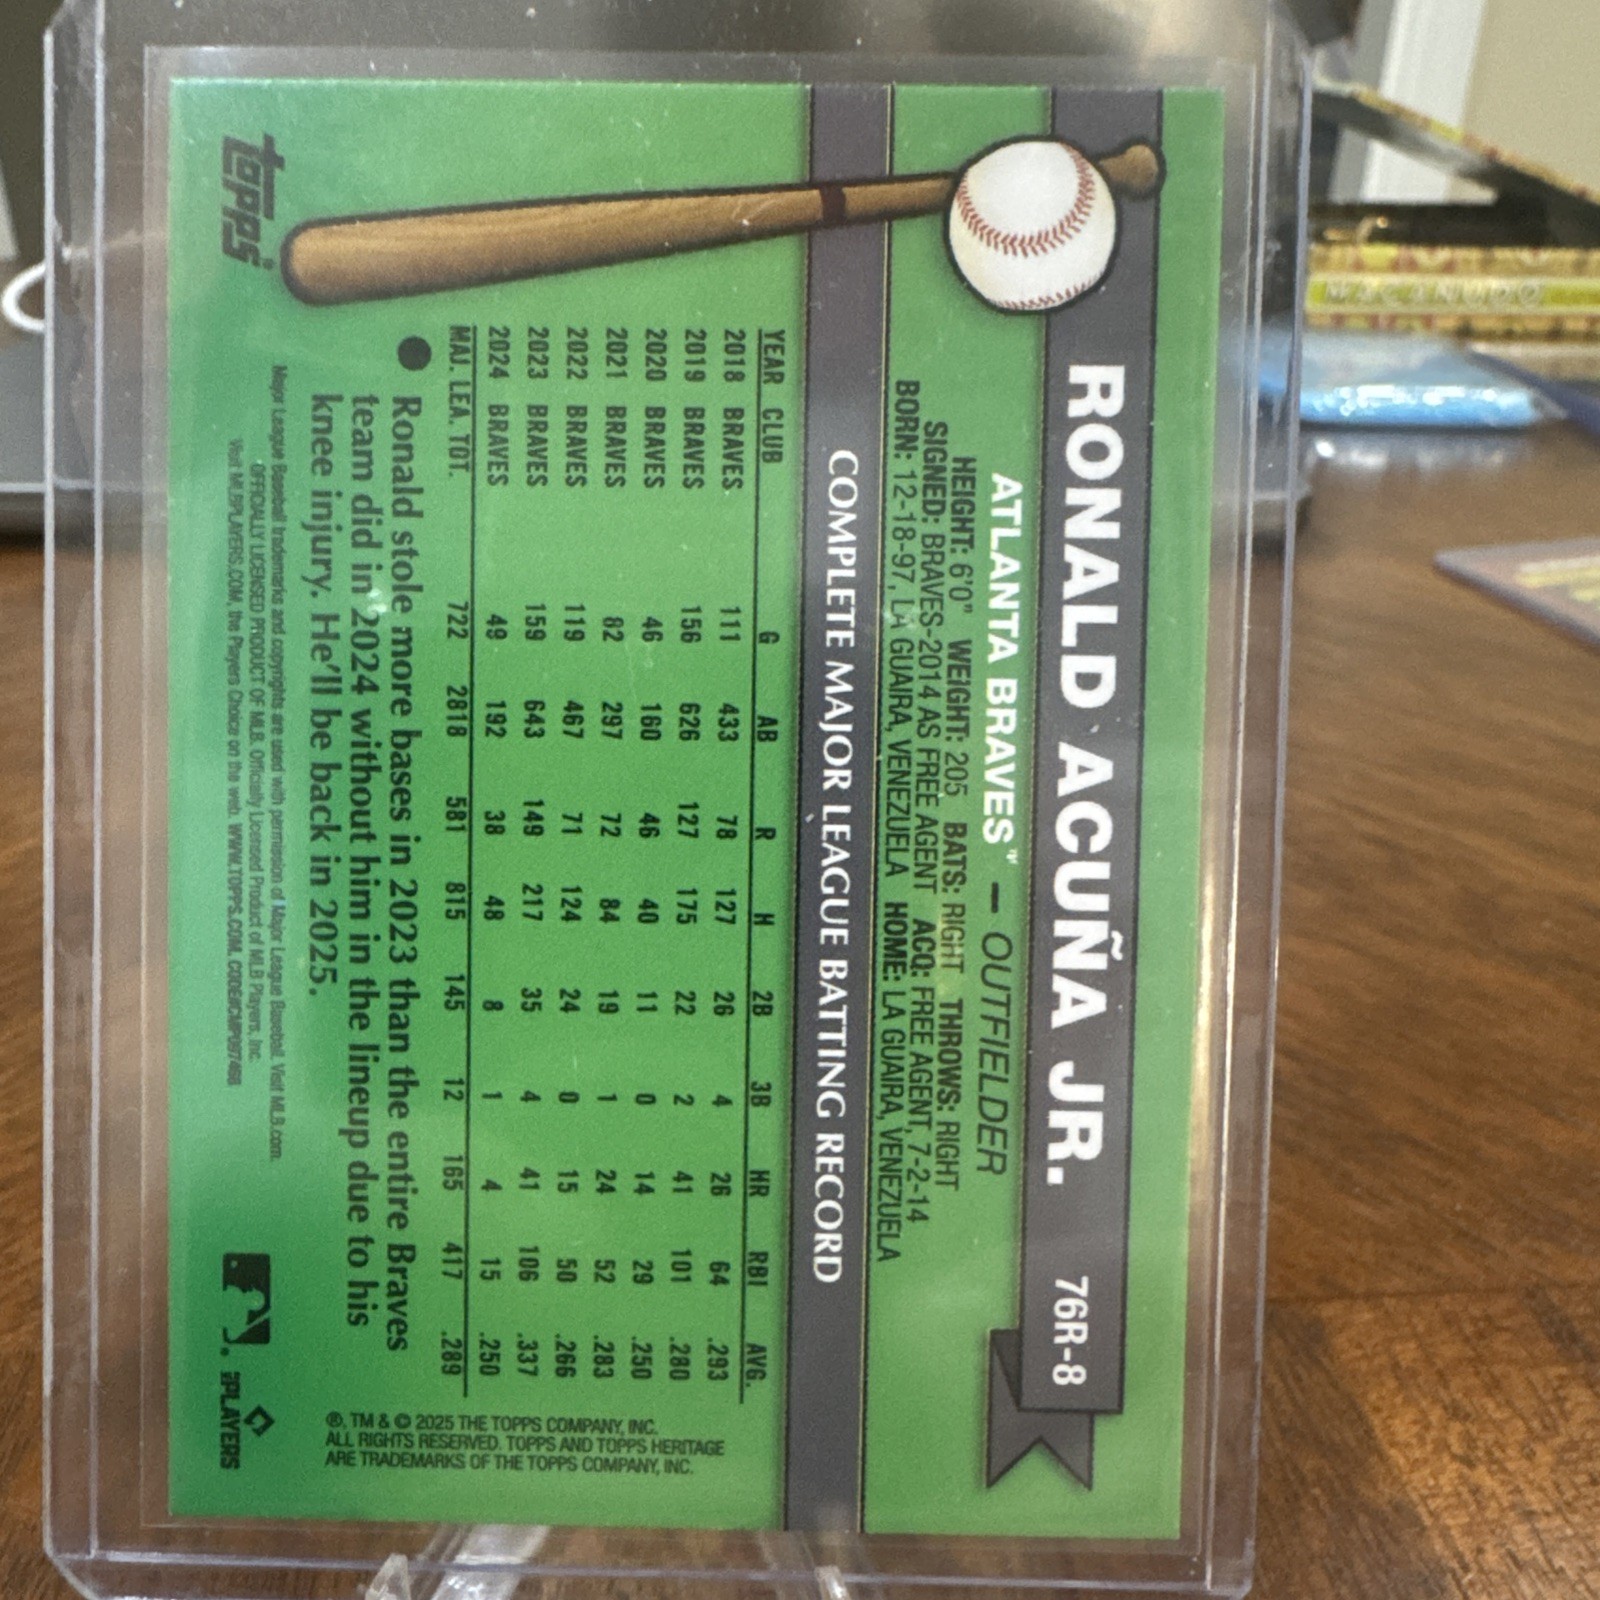 RONALD ACUÑA JR. 76R-8
ATLANTA BRAVES™ — OUTFIELDER
HEIGHT: 6'0" WEIGHT: 205 BATS: RIGHT THROWS: RIGHT
SIGNED: BRAVES-2014 AS FREE AGENT ACQ: FREE AGENT, 7-2-14
BORN: 12-18-97, LA GUAIRA, VENEZUELA HOME: LA GUAIRA, VENEZUELA
COMPLETE MAJOR LEAGUE BATTING RECORD
YEAR CLUB G AB R H 2B 3B HR RBI AVG.
2018 BRAVES 111 433 78 127 26 4 26 64 .293
2019 BRAVES 156 626 127 175 22 2 41 101 .280
2020 BRAVES 46 160 46 40 11 0 14 29 .250
2021 BRAVES 82 297 72 84 19 1 24 52 .283
2022 BRAVES 119 467 71 124 24 0 15 50 .266
2023 BRAVES 159 643 149 217 35 4 41 106 .337
2024 BRAVES 49 192 38 48 8 1 4 15 .250
MAJ. LEA. TOT. 722 2818 581 815 145 12 165 417 .289
● Ronald stole more bases in 2023 than the entire Braves
team did in 2024 without him in the lineup due to his
knee injury. He'll be back in 2025.
Major League Baseball trademarks and copyrights are used with permission of Major League Baseball. Visit MLB.com.
OFFICIALLY LICENSED PRODUCT OF MLB Officially Licensed Product of MLB Players, Inc.
Visit MLBPLAYERS.COM, the Players Choice on the web. WWW.TOPPS.COM. CODE#CMP097468
®, TM & © 2025 THE TOPPS COMPANY, INC.
ALL RIGHTS RESERVED. TOPPS AND TOPPS HERITAGE
ARE TRADEMARKS OF THE TOPPS COMPANY, INC.
topps®
PLAYERS
MACANUDO